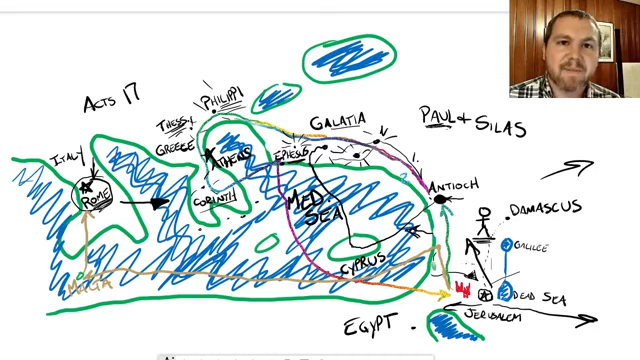 ACTS 17
PHILIPPI
THESS.
GREECE
GALATIA
PAUL & SILAS
ITALY
ATHENS
EPHESUS
ROME
CORINTH
MED.
SEA
ANTIOCH
DAMASCUS
GALILEE
CYPRUS
MALTA
DEAD SEA
JERUSALEM
EGYPT